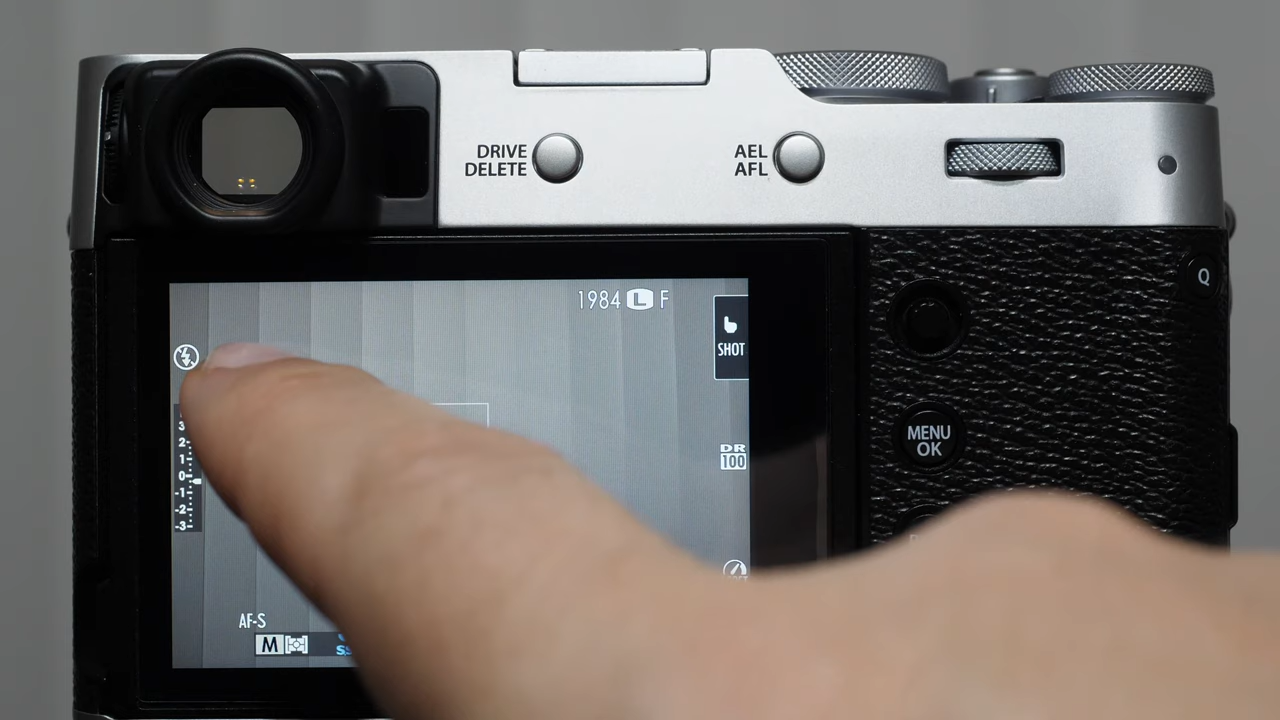 DRIVE
DELETE
AEL
AFL
Q
1984 L F
SHOT
3
2
1
0
-1
-2
-3
DR
100
MENU
OK
AF-S
M